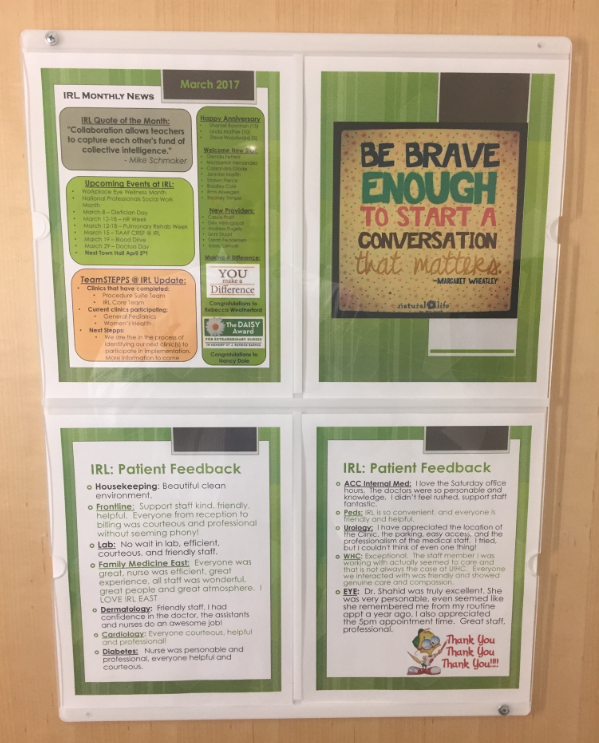 March 2017
IRL Monthly News
IRL Quote of the Month:
"Collaboration allows teachers
to capture each other's fund of
collective intelligence."
- Mike Schmoker
Upcoming Events at IRL:
Workplace Eye Wellness Month
National Professionals Social Work
Month
March 8 – Dietician Day
March 12-18 – HR Week
March 12-18 – Pulmonary Rehab Week
March 19 – Blood Drive
March 29 – Doctors Day
Next Town Hall April 5th
TeamSTEPPS @ IRL Update:
Clinics that have completed:
Procedure Suite Team
IRL Core Team
Current clinics participating:
General Pediatrics
Women's Health
Next Steps:
We are the in the process of
identifying our next clinic(s) to
participate in implementation.
More information to come
Happy Anniversary
New Providers:
Making A Difference:
YOU
make a
Difference
Congratulations to
Rebecca Weatherford
The DAISY
Award
FOR EXTRAORDINARY NURSES
Congratulations to
Nancy Dole
BE BRAVE
ENOUGH
TO START A
CONVERSATION
that matters.
~MARGARET WHEATLEY
natural life
IRL: Patient Feedback
Housekeeping: Beautiful clean
environment.
Frontline: Support staff kind, friendly,
helpful. Everyone from reception to
billing was courteous and professional
without seeming phony!
Lab: No wait in lab, efficient,
courteous, and friendly staff.
Family Medicine East: Everyone was
great, nurse was efficient, great
experience, all staff was wonderful,
great people and great atmosphere. I
LOVE IRL EAST
Dermatology: Friendly staff, I had
confidence in the doctor, the assistants
and nurses do an awesome job!
Cardiology: Everyone courteous, helpful
and professional!
Diabetes: Nurse was personable and
professional, everyone helpful and
courteous.
IRL: Patient Feedback
ACC Internal Med: I love the Saturday office
hours. The doctors were so personable and
knowledge. I didn't feel rushed, support staff
fantastic.
Peds: IRL is so convenient, and everyone is
friendly and helpful.
Urology: I have appreciated the location of
the Clinic, the parking, easy access, and the
professionalism of the medical staff. I tried,
but I couldn't think of even one thing!
WHC: Exceptional. The staff member I was
working with actually seemed to care and
that is not always the case at UIHC. Everyone
we interacted with was friendly and showed
genuine care and compassion.
EYE: Dr. Shahid was truly excellent. She
was very personable, even seemed like
she remembered me from my routine
appt a year ago. I also appreciated
the 5pm appointment time. Great staff,
professional.
Thank You
Thank You
Thank You!!!!